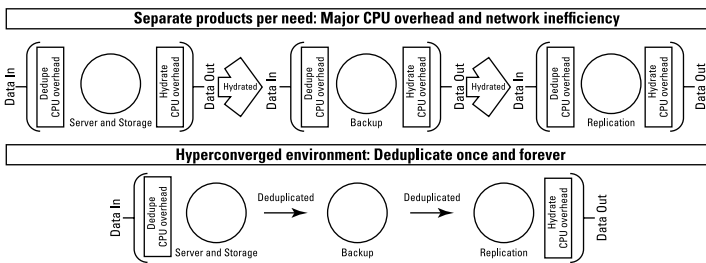 Separate products per need: Major CPU overhead and network inefficiency
Data In
Dedupe
CPU overhead
Server and Storage
Hydrate
CPU overhead
Data Out
Hydrated
Data In
Dedupe
CPU overhead
Backup
Hydrate
CPU overhead
Data Out
Hydrated
Data In
Dedupe
CPU overhead
Replication
Hydrate
CPU overhead
Data Out
Hyperconverged environment: Deduplicate once and forever
Data In
Dedupe
CPU overhead
Server and Storage
Deduplicated
Backup
Deduplicated
Replication
Hydrate
CPU overhead
Data Out